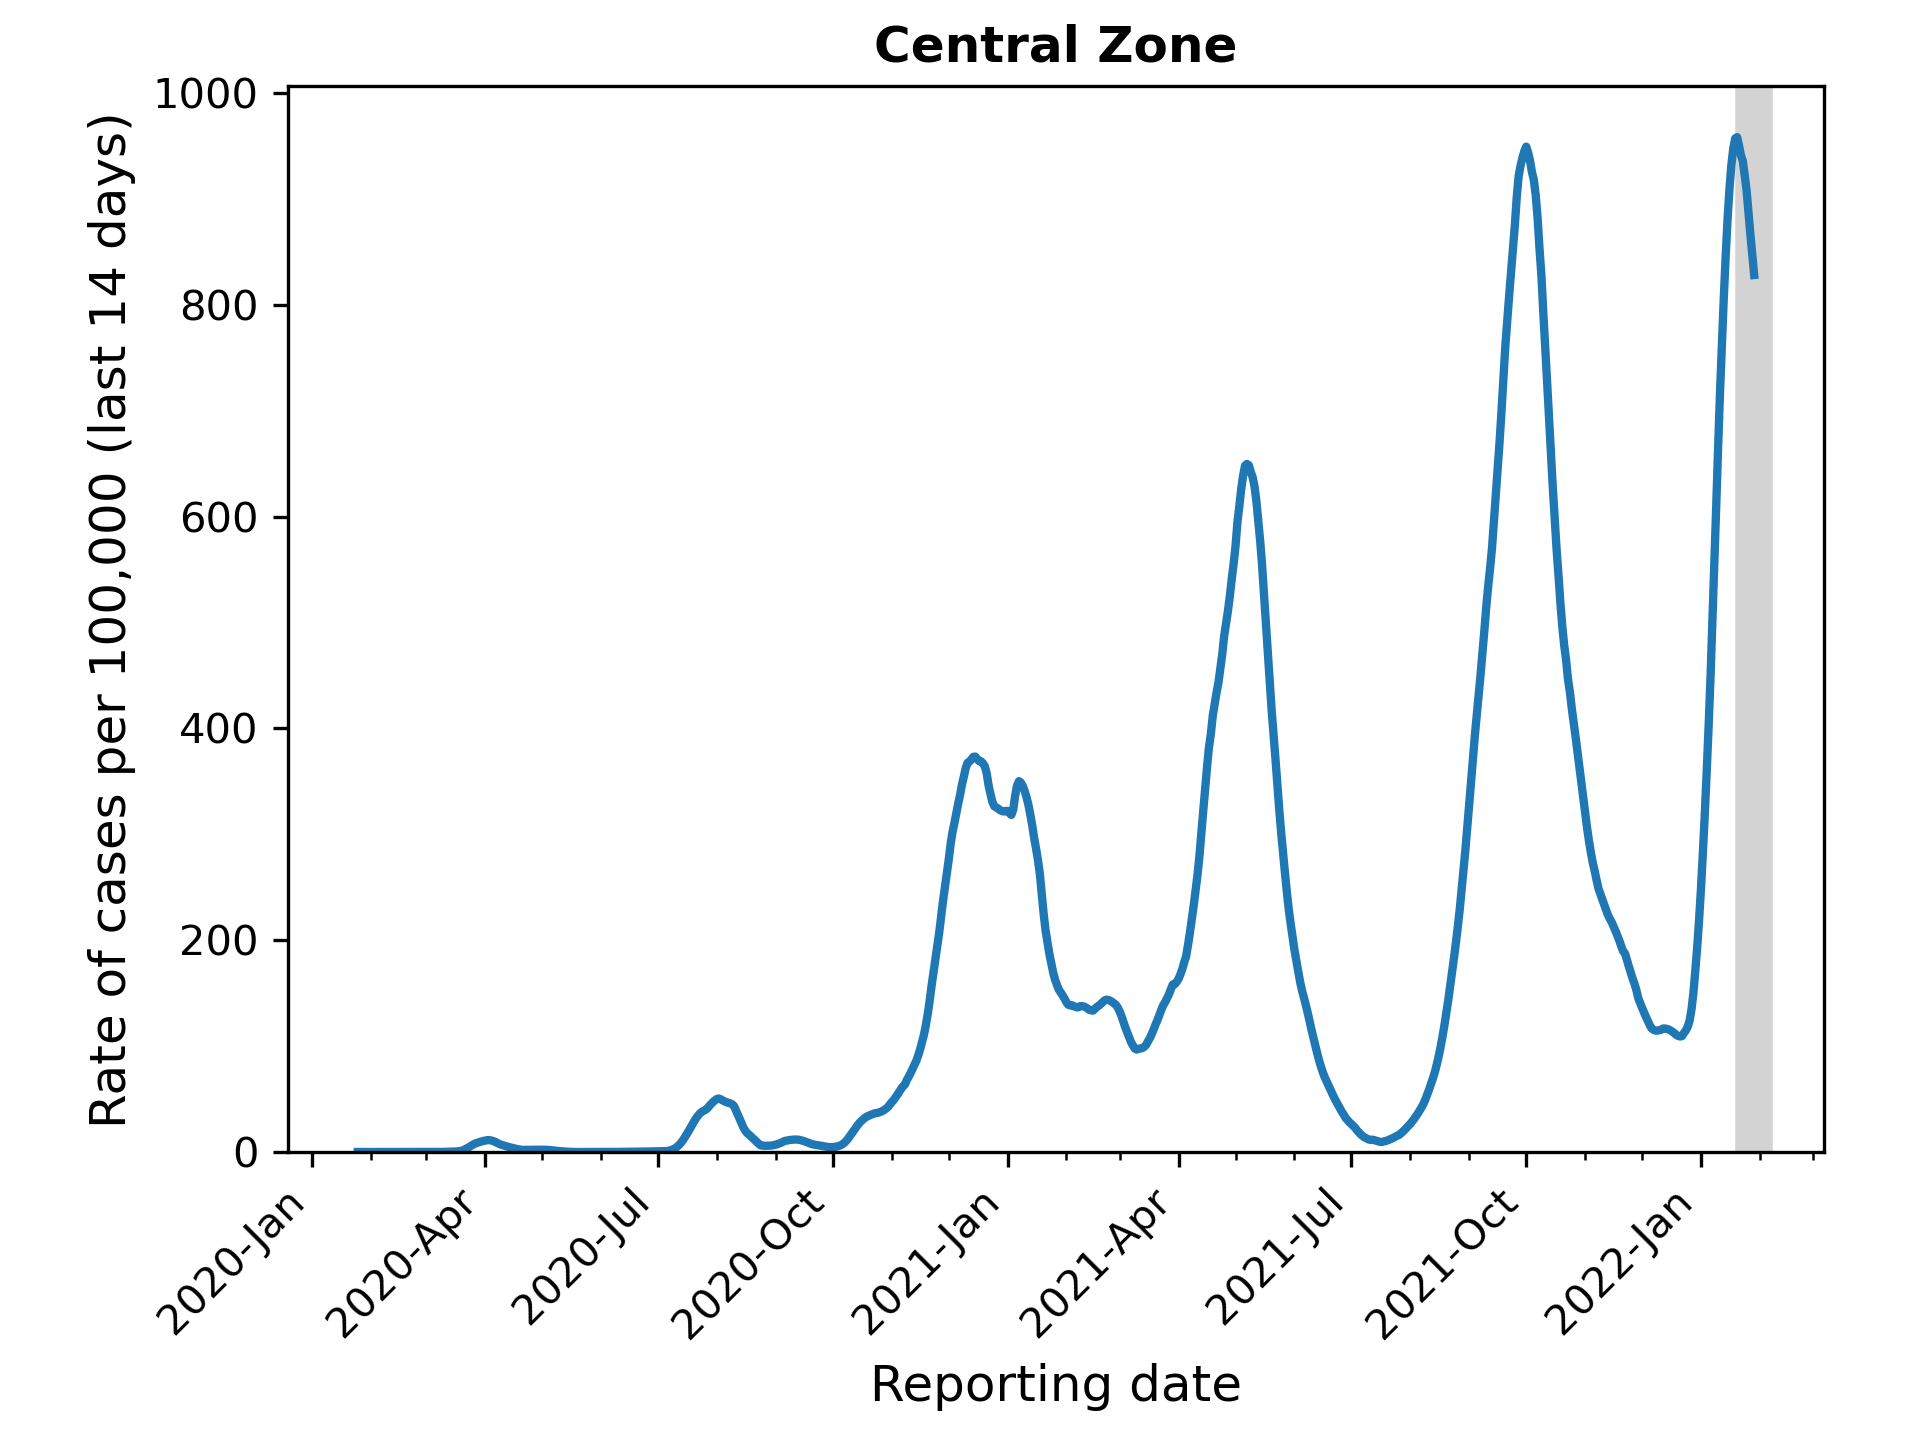 Central Zone
Rate of cases per 100,000 (last 14 days)
1000
800
600
400
200
0
2020-Jan
2020-Apr
2020-Jul
2020-Oct
2021-Jan
2021-Apr
2021-Jul
2021-Oct
2022-Jan
Reporting date